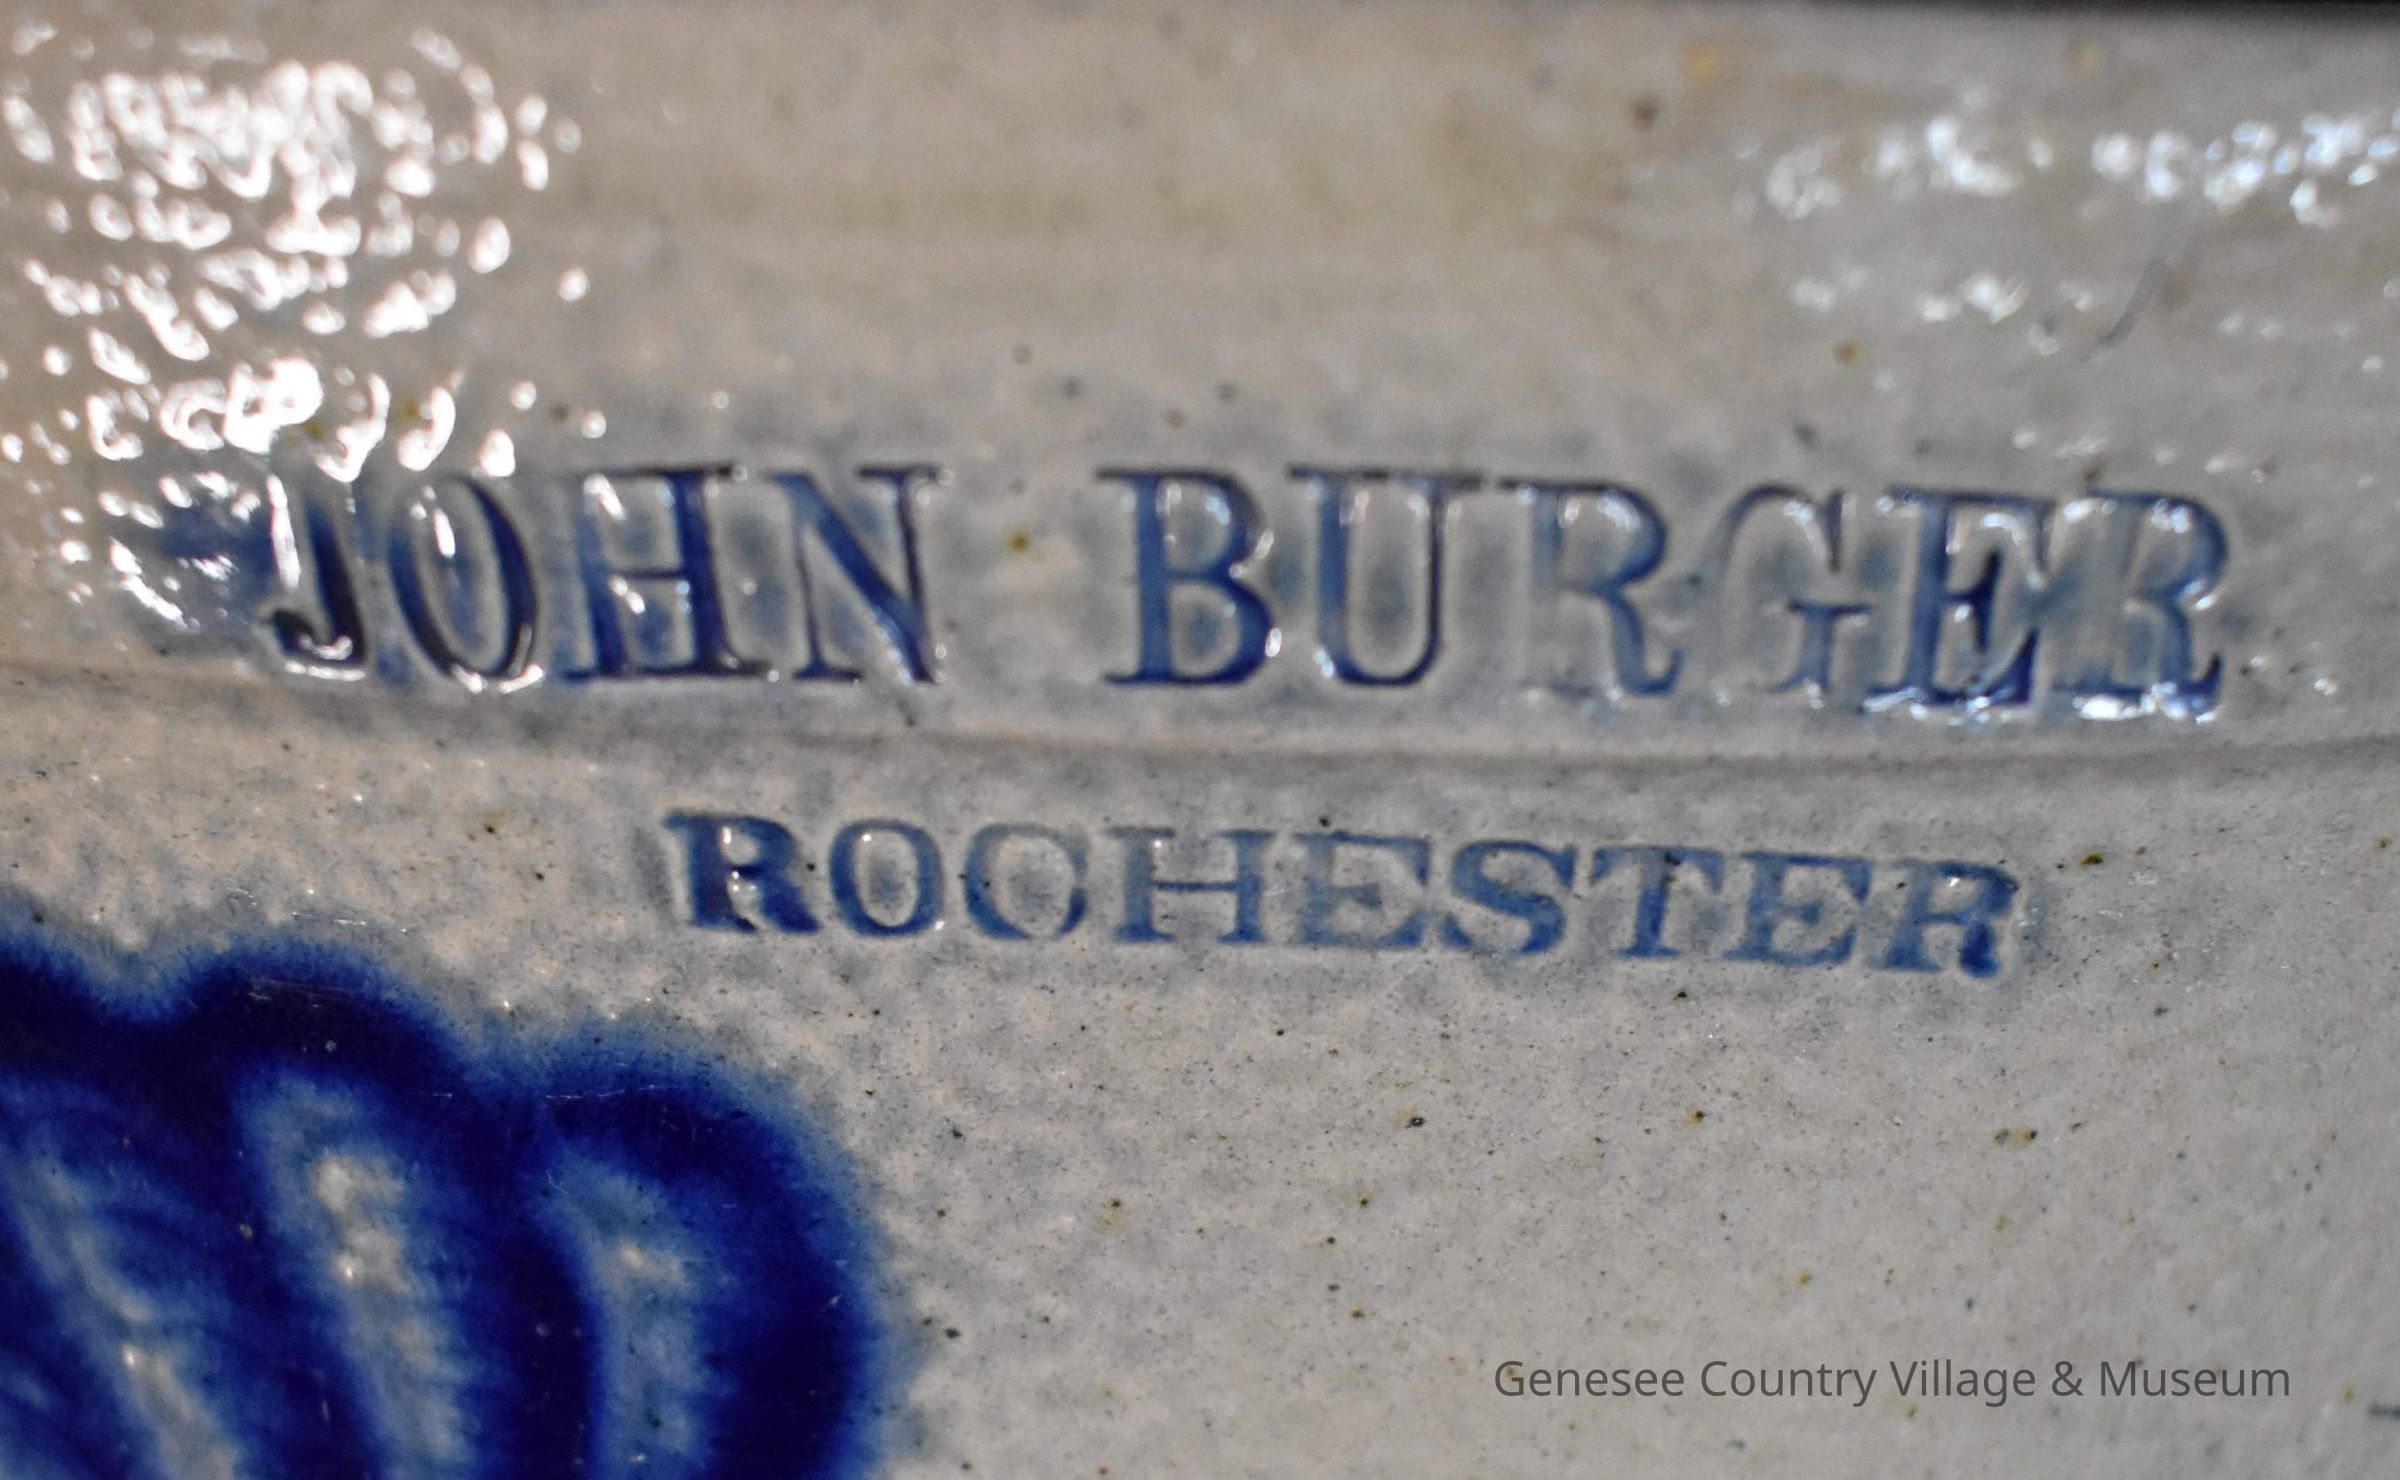 JOHN BURGER
ROCHESTER
Genesee Country Village & Museum